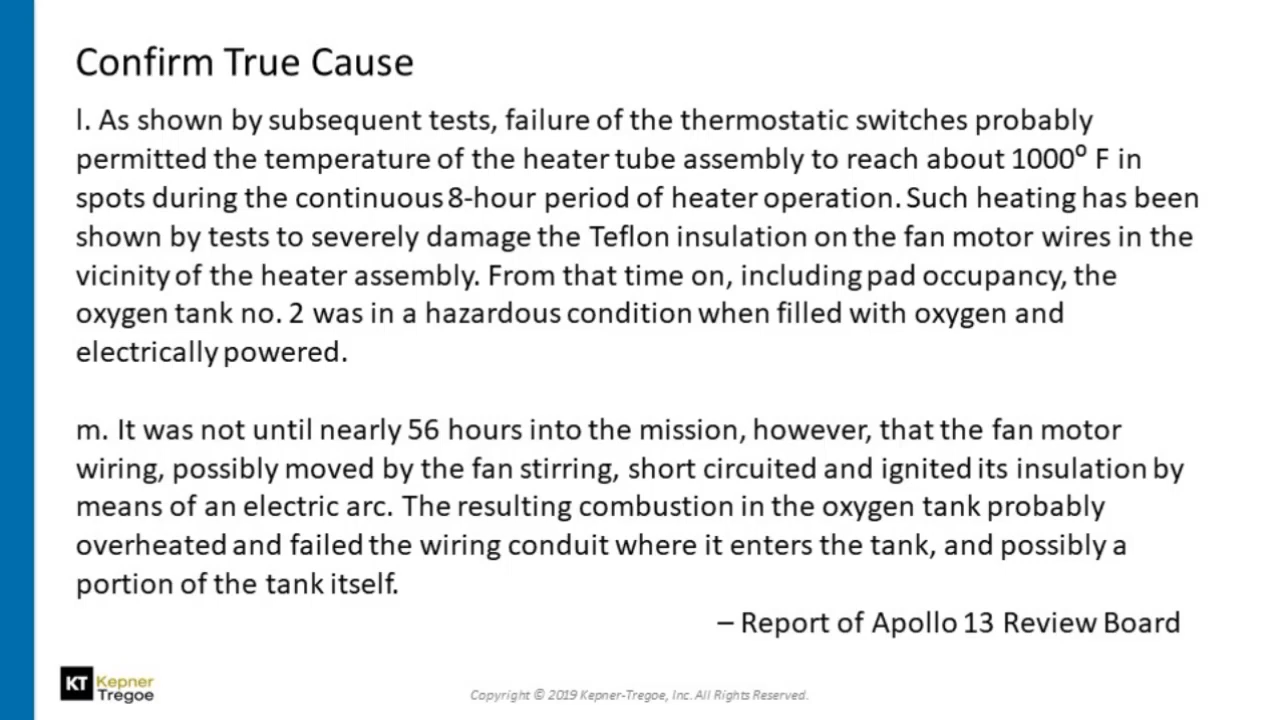 Confirm True Cause
l. As shown by subsequent tests, failure of the thermostatic switches probably
permitted the temperature of the heater tube assembly to reach about 1000⁰ F in
spots during the continuous 8-hour period of heater operation. Such heating has been
shown by tests to severely damage the Teflon insulation on the fan motor wires in the
vicinity of the heater assembly. From that time on, including pad occupancy, the
oxygen tank no. 2 was in a hazardous condition when filled with oxygen and
electrically powered.
m. It was not until nearly 56 hours into the mission, however, that the fan motor
wiring, possibly moved by the fan stirring, short circuited and ignited its insulation by
means of an electric arc. The resulting combustion in the oxygen tank probably
overheated and failed the wiring conduit where it enters the tank, and possibly a
portion of the tank itself.
– Report of Apollo 13 Review Board
KT Kepner
Tregoe
Copyright © 2019 Kepner-Tregoe, Inc. All Rights Reserved.